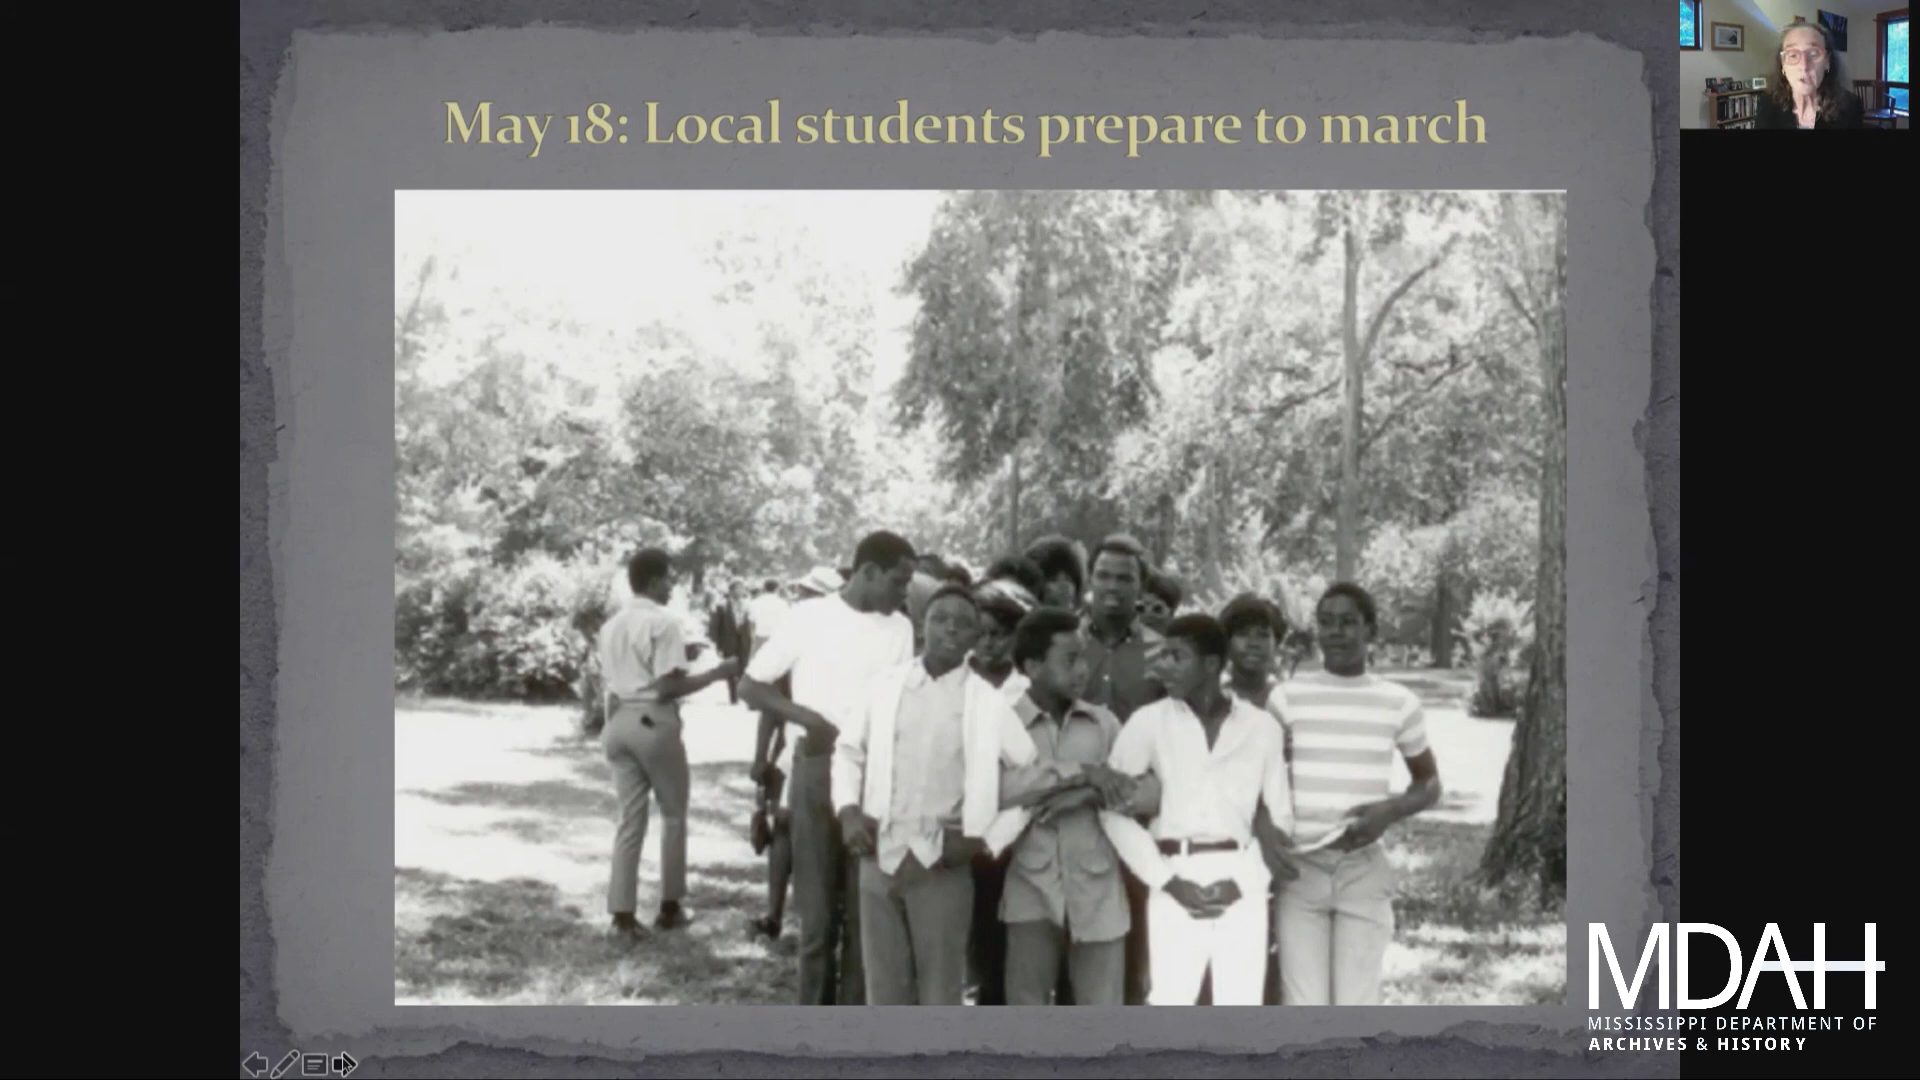 May 18: Local students prepare to march
MDAH
MISSISSIPPI DEPARTMENT OF
ARCHIVES & HISTORY